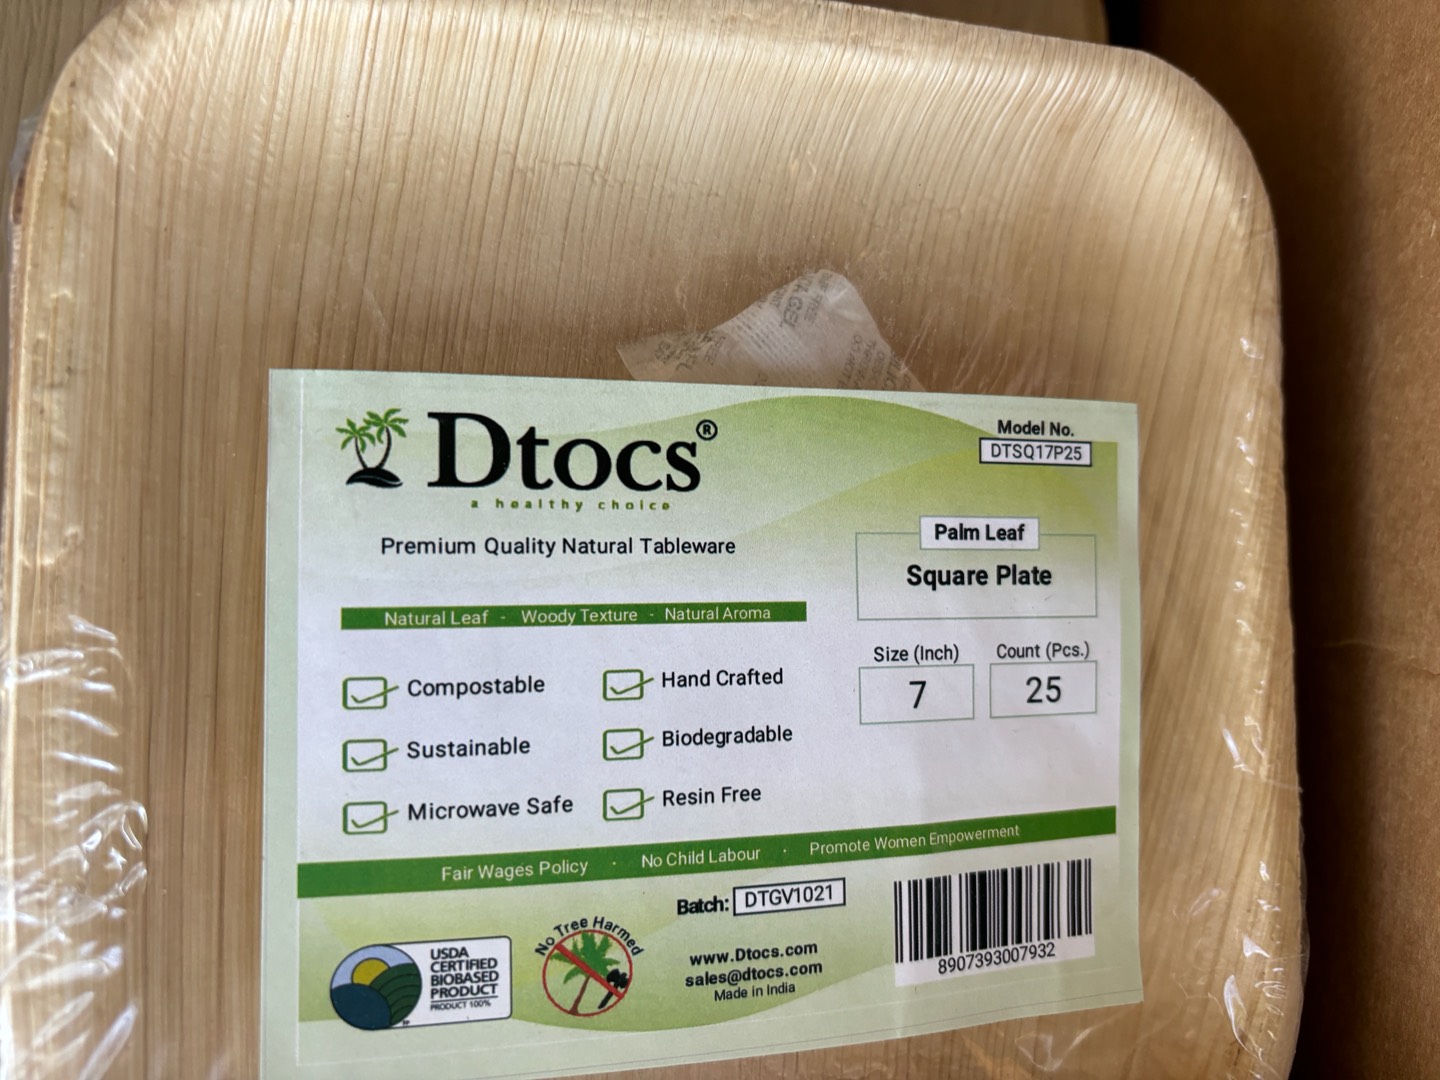 Dtocs®
a healthy choice
Premium Quality Natural Tableware
Model No.
DTSQ17P25
Palm Leaf
Square Plate
Natural Leaf - Woody Texture - Natural Aroma
Size (Inch)
7
Count (Pcs.)
25
Compostable
Hand Crafted
Sustainable
Biodegradable
Microwave Safe
Resin Free
Fair Wages Policy · No Child Labour · Promote Women Empowerment
Batch: DTGV1021
www.Dtocs.com
sales@dtocs.com
Made in India
8907393007932
No Tree Harmed
USDA
CERTIFIED
BIOBASED
PRODUCT
PRODUCT 100%